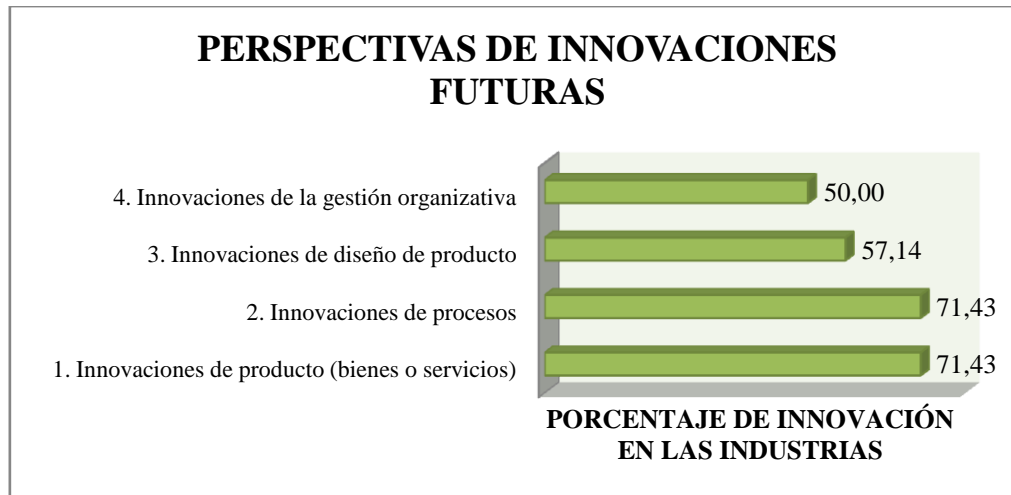 PERSPECTIVAS DE INNOVACIONES
FUTURAS
4. Innovaciones de la gestión organizativa
50,00
3. Innovaciones de diseño de producto
57,14
2. Innovaciones de procesos
71,43
1. Innovaciones de producto (bienes o servicios)
71,43
PORCENTAJE DE INNOVACIÓN
EN LAS INDUSTRIAS